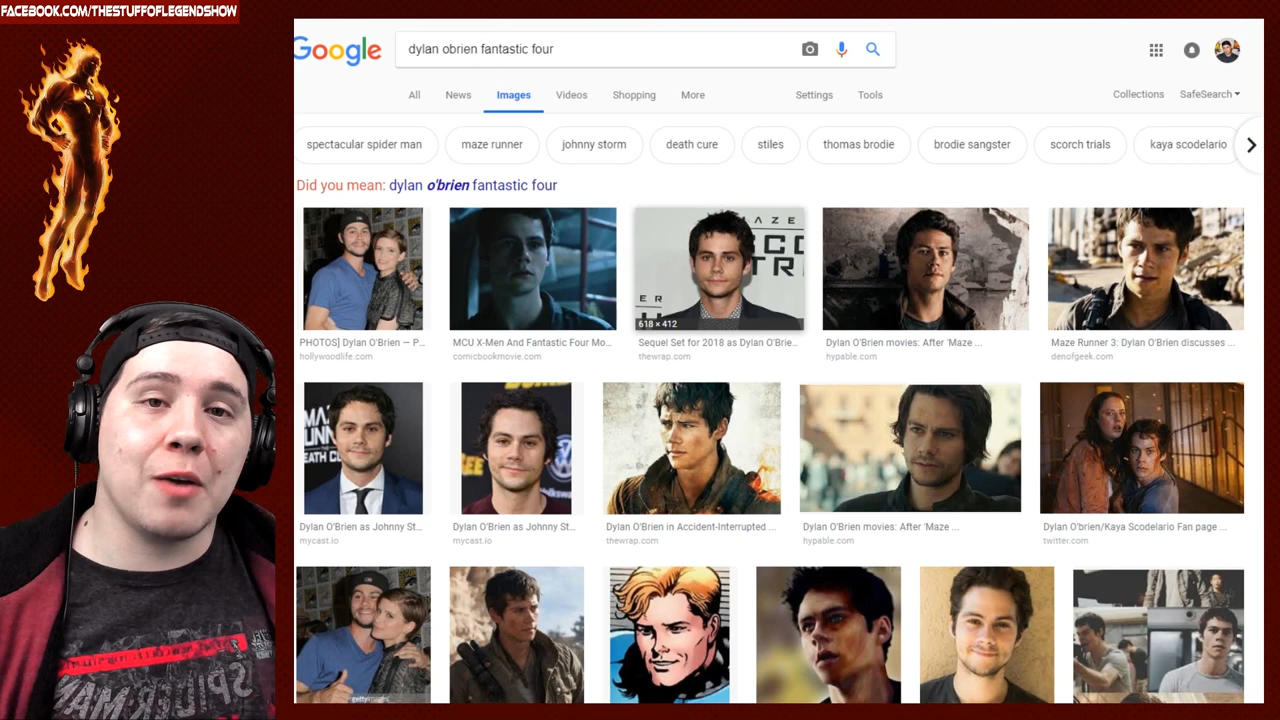 FACEBOOK.COM/THESTUFFOFLEGENDSHOW
Google
dylan obrien fantastic four
All News Images Videos Shopping More Settings Tools Collections SafeSearch
spectacular spider man maze runner johnny storm death cure stiles thomas brodie brodie sangster scorch trials kaya scodelario
Did you mean: dylan o'brien fantastic four
MAZE
ER
618 × 412
PHOTOS] Dylan O'Brien — P...
hollywoodlife.com
MCU X-Men And Fantastic Four Mo...
comicbookmovie.com
Sequel Set for 2018 as Dylan O'Brie...
thewrap.com
Dylan O'Brien movies: After 'Maze ...
hypable.com
Maze Runner 3: Dylan O'Brien discusses ...
denofgeek.com
Dylan O'Brien as Johnny St...
mycast.io
Dylan O'Brien as Johnny St...
mycast.io
Dylan O'Brien in Accident-Interrupted ...
thewrap.com
Dylan O'Brien movies: After 'Maze ...
hypable.com
Dylan O'brien/Kaya Scodelario Fan page ...
twitter.com
gettyimages
SPIDER-MAN